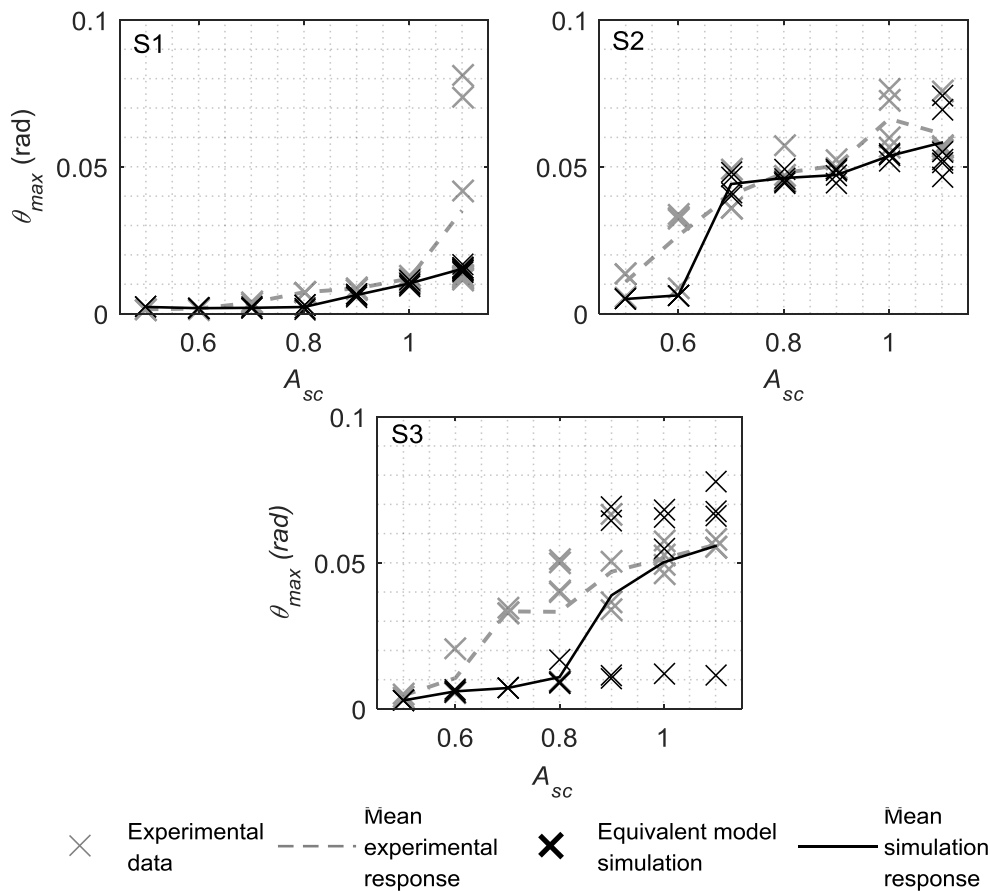 0.1
S1
0.05
θmax (rad)
0
0.6
0.8
1
Asc
0.1
S2
0.05
0
0.6
0.8
1
Asc
0.1
S3
0.05
θmax (rad)
0
0.6
0.8
1
Asc
Experimental
data
Mean
experimental
response
Equivalent model
simulation
Mean
simulation
response